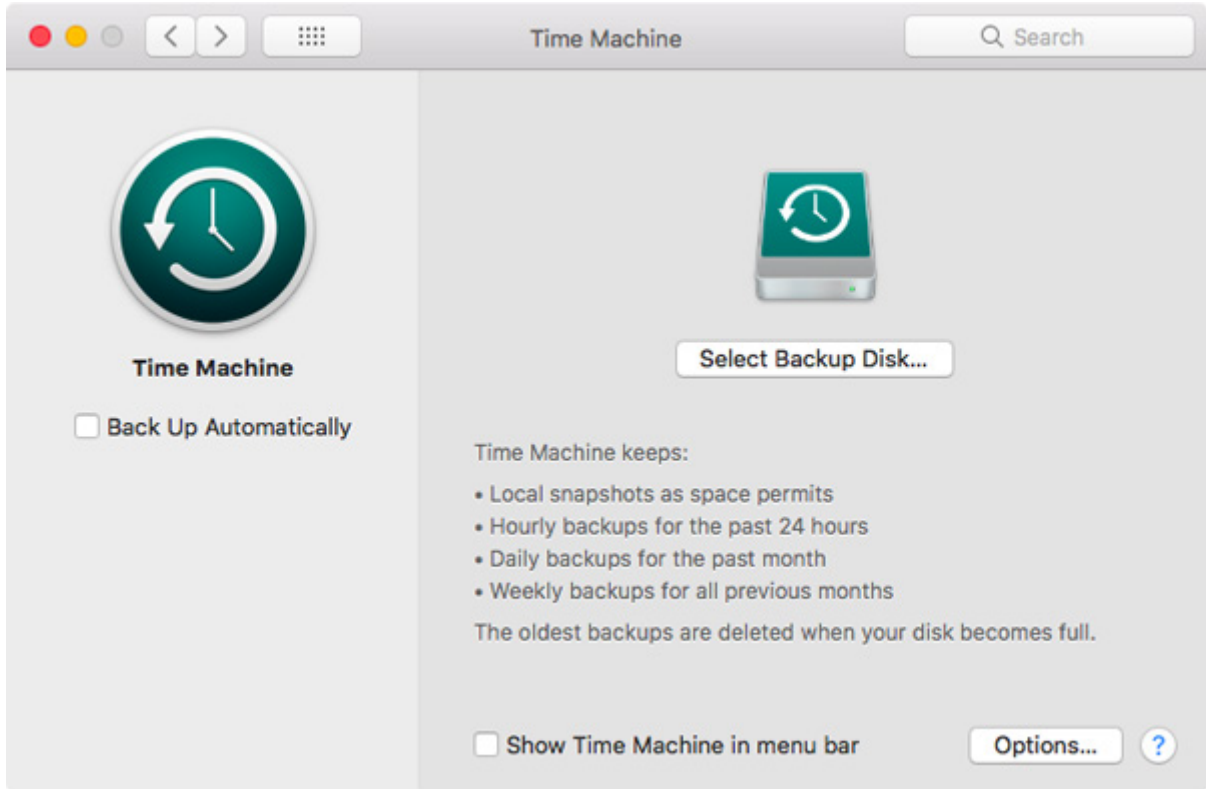 Time Machine
Search
Time Machine
Back Up Automatically
Select Backup Disk...
Time Machine keeps:
• Local snapshots as space permits
• Hourly backups for the past 24 hours
• Daily backups for the past month
• Weekly backups for all previous months
The oldest backups are deleted when your disk becomes full.
Show Time Machine in menu bar
Options...
?